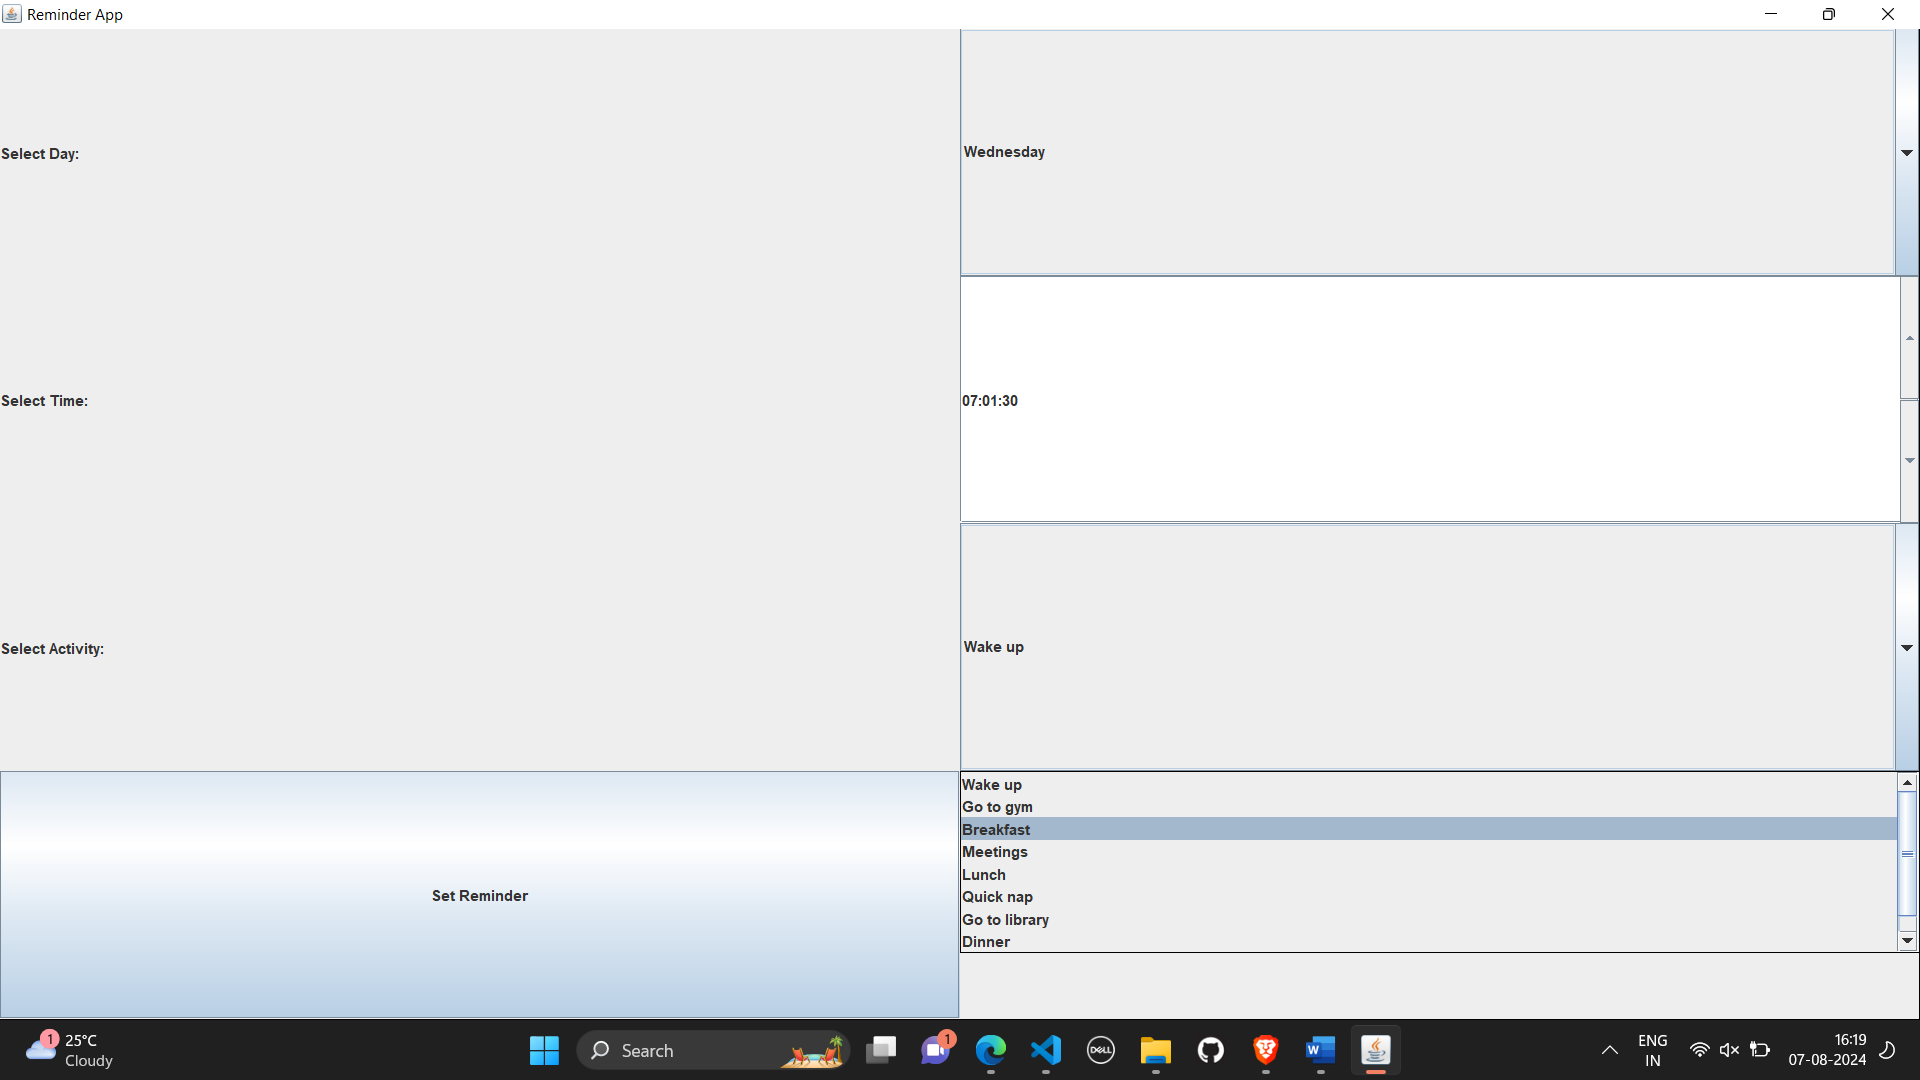 Reminder App
Select Day:
Wednesday
Select Time:
07:01:30
Select Activity:
Wake up
Set Reminder
Wake up
Go to gym
Breakfast
Meetings
Lunch
Quick nap
Go to library
Dinner
1
25°C
Cloudy
Search
1
DELL
W
ENG
IN
16:19
07-08-2024